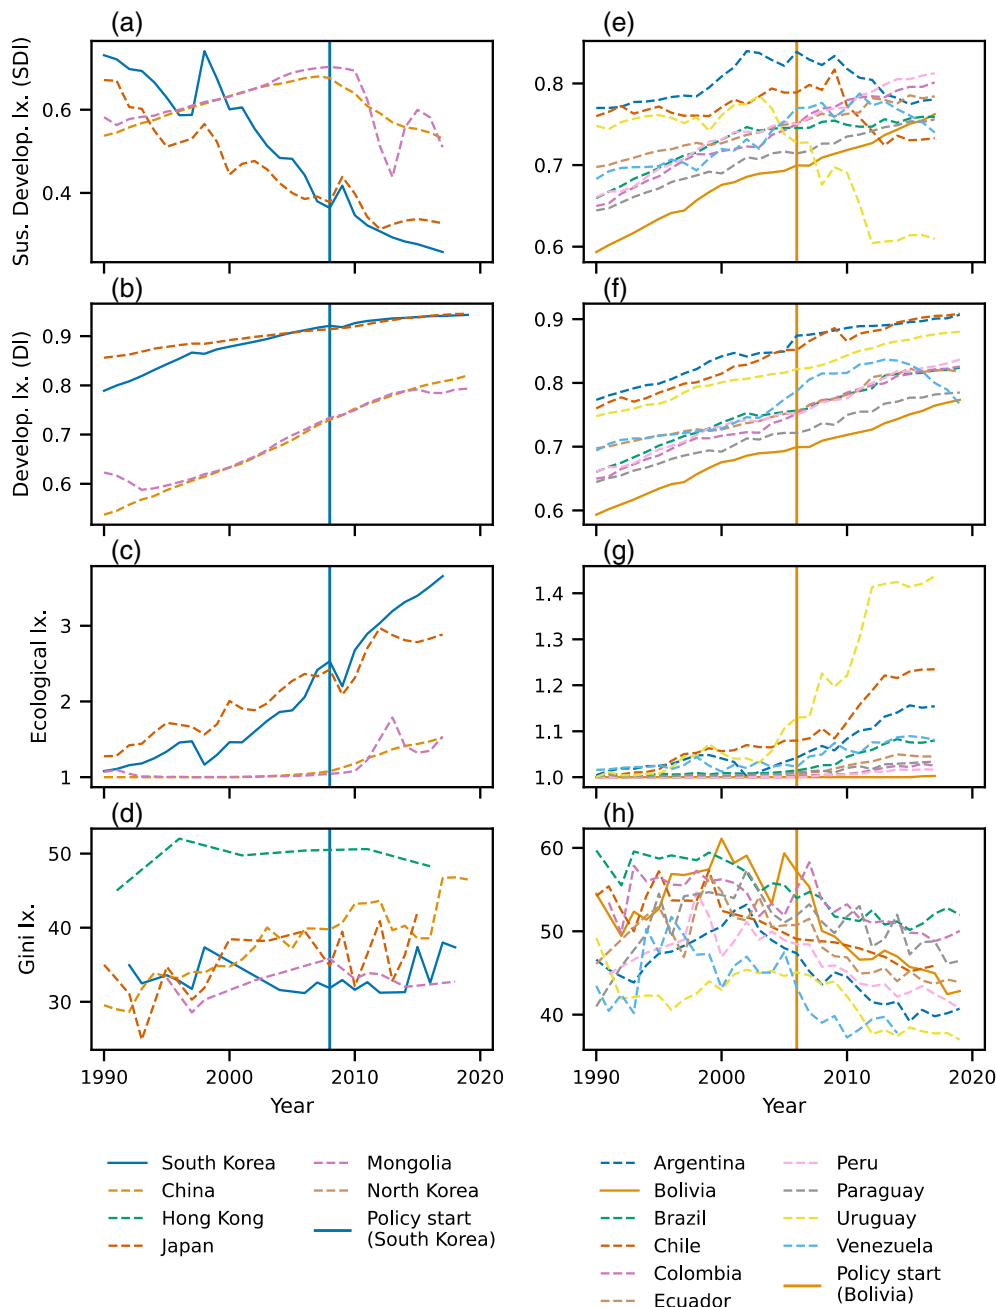 (a)
Sus. Develop. Ix. (SDI)
0.6
0.4
(b)
Develop. Ix. (DI)
0.9
0.8
0.7
0.6
(c)
Ecological Ix.
3
2
1
(d)
Gini Ix.
50
40
30
1990
2000
2010
2020
Year
(e)
0.8
0.7
0.6
(f)
0.9
0.8
0.7
0.6
(g)
1.4
1.3
1.2
1.1
1.0
(h)
60
50
40
1990
2000
2010
2020
Year
South Korea
China
Hong Kong
Japan
Mongolia
North Korea
Policy start
(South Korea)
Argentina
Bolivia
Brazil
Chile
Colombia
Ecuador
Peru
Paraguay
Uruguay
Venezuela
Policy start
(Bolivia)